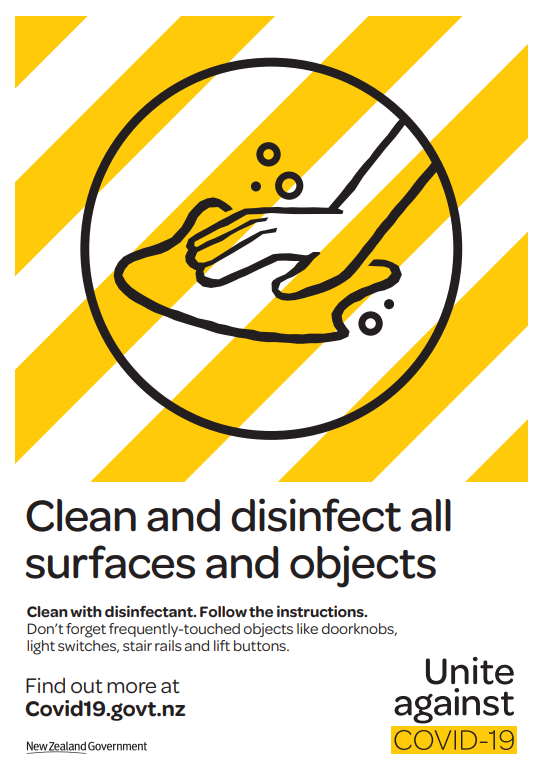 Clean and disinfect all
surfaces and objects
Clean with disinfectant. Follow the instructions.
Don't forget frequently-touched objects like doorknobs,
light switches, stair rails and lift buttons.
Find out more at
Covid19.govt.nz
New Zealand Government
Unite
against
COVID-19